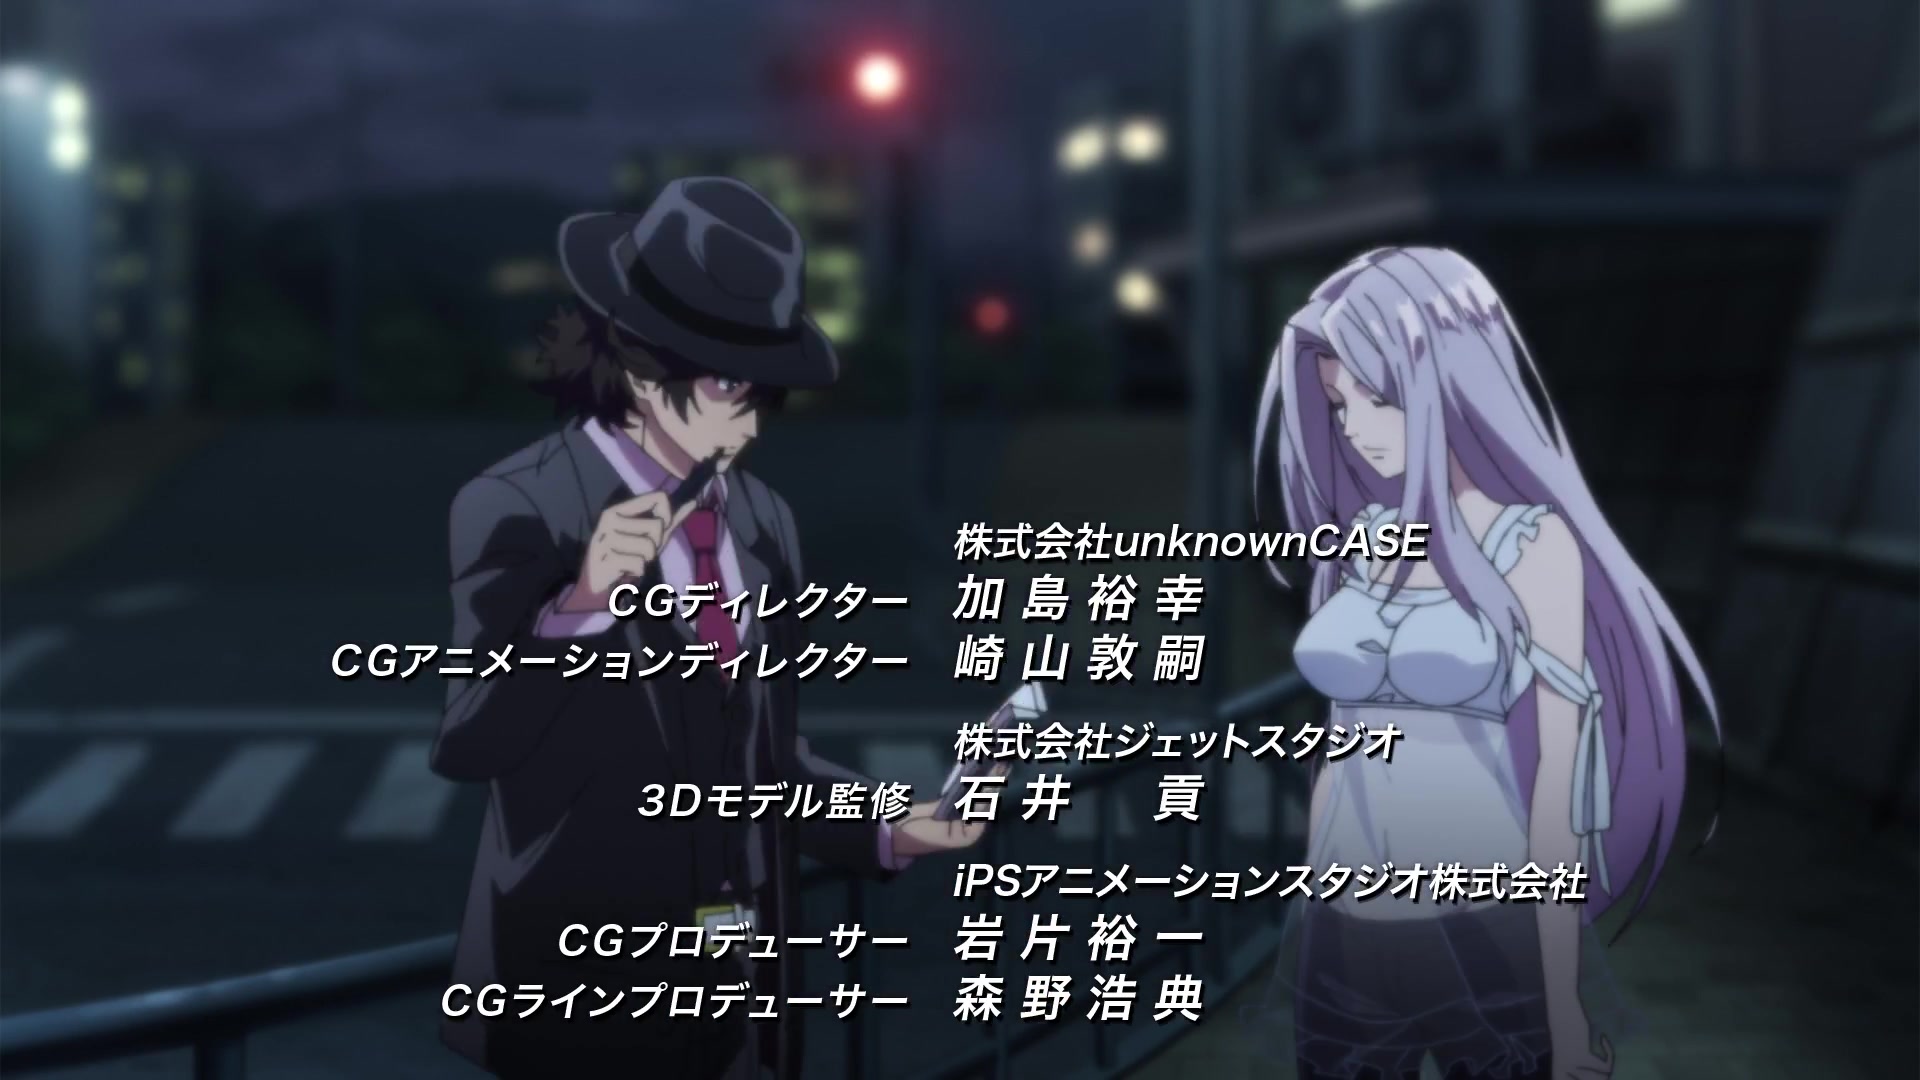 株式会社unknownCASE
CGディレクター 加島裕幸
CGアニメーションディレクター 崎山敦嗣
株式会社ジェットスタジオ
3Dモデル監修 石井 貢
iPSアニメーションスタジオ株式会社
CGプロデューサー 岩片裕一
CGラインプロデューサー 森野浩典